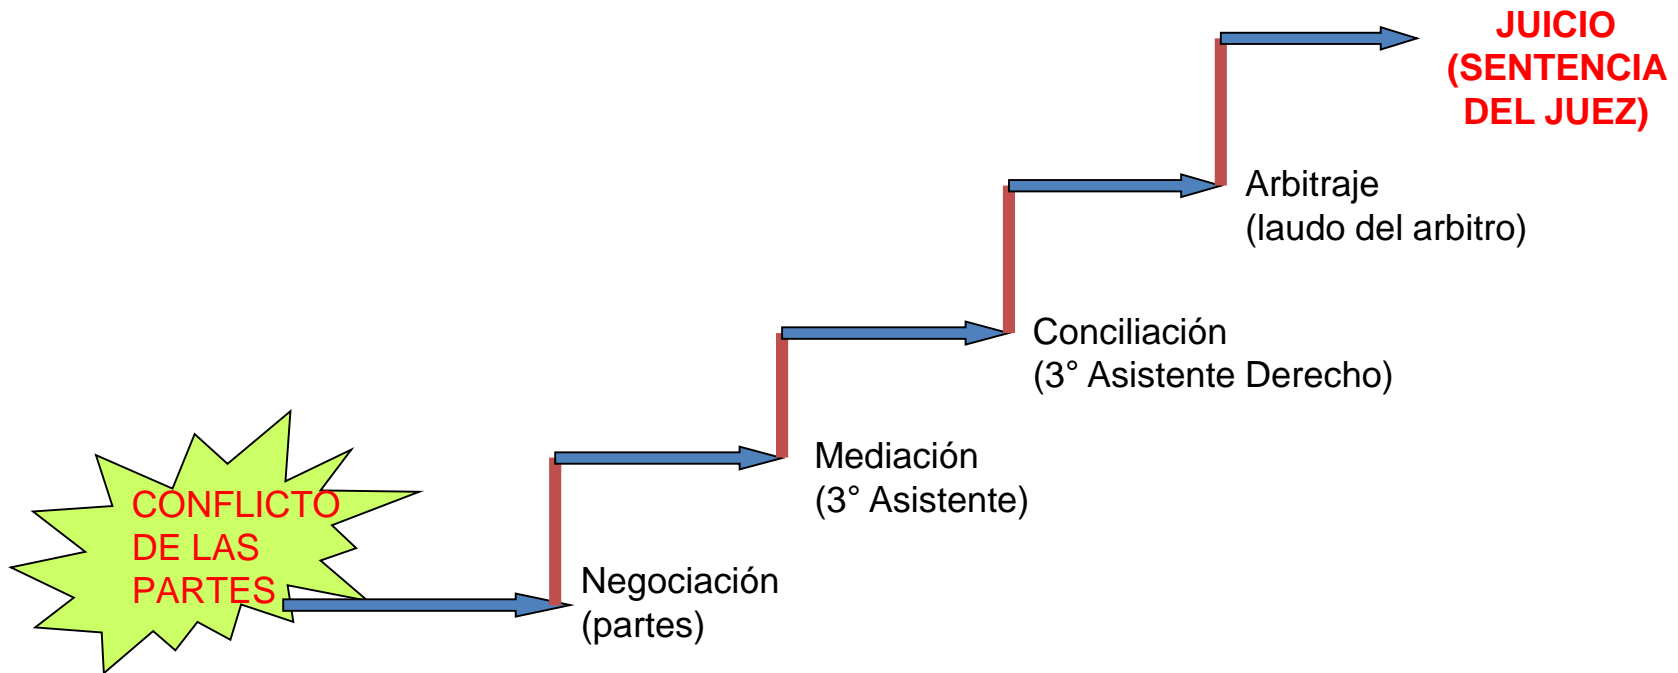 JUICIO
(SENTENCIA
DEL JUEZ)
Arbitraje
(laudo del arbitro)
Conciliación
(3° Asistente Derecho)
Mediación
(3° Asistente)
CONFLICTO
DE LAS
PARTES
Negociación
(partes)